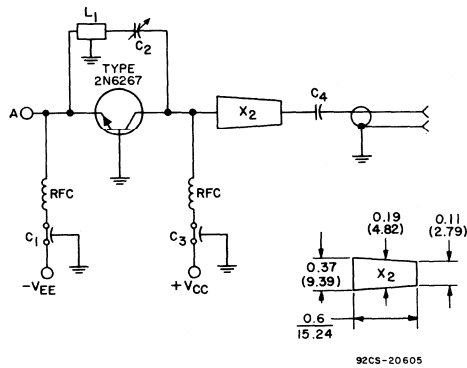 L1
C2
TYPE
2N6267
A
X2
C4
RFC
RFC
C1
C3
-VEE
+VCC
0.19
(4.82)
0.11
(2.79)
0.37
(9.39)
X2
0.6
15.24
92CS-20605